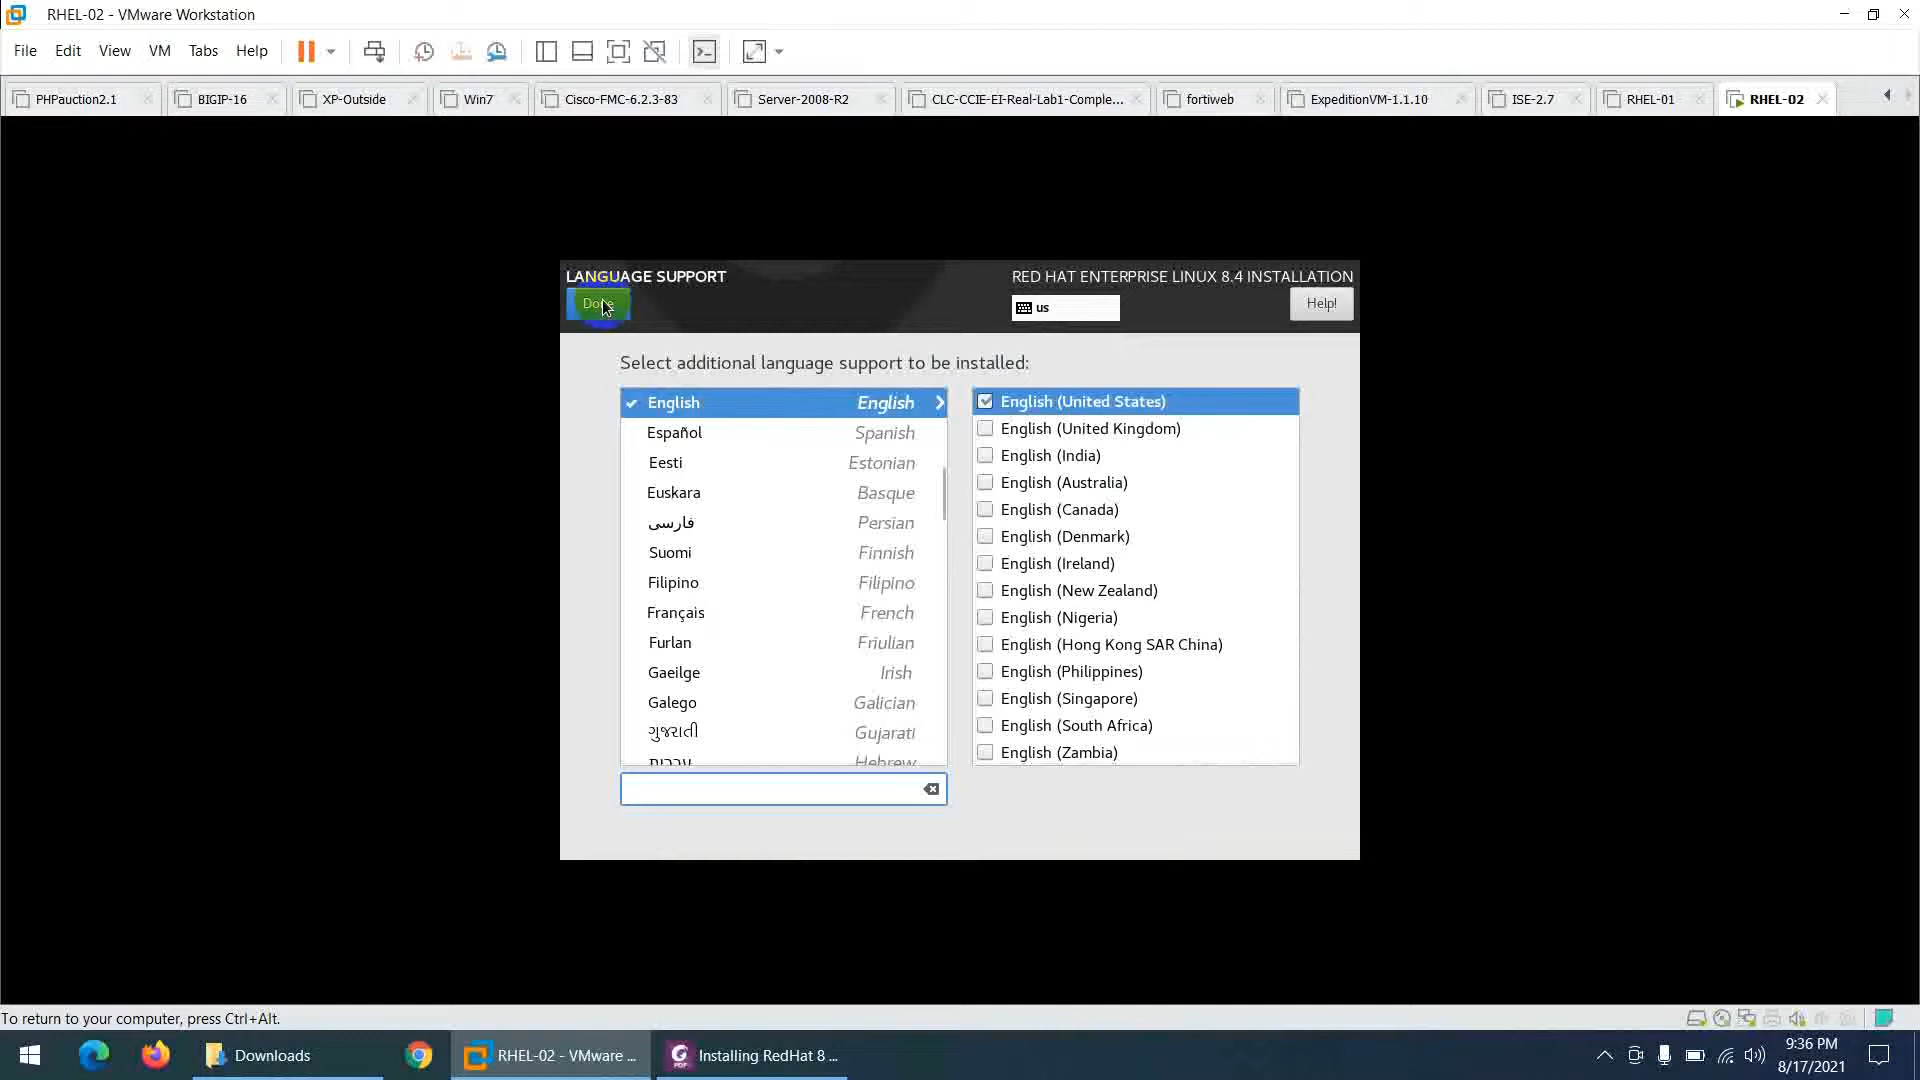 RHEL-02 - VMware Workstation
File Edit View VM Tabs Help
PHPauction2.1 BIGIP-16 XP-Outside Win7 Cisco-FMC-6.2.3-83 Server-2008-R2 CLC-CCIE-EI-Real-Lab1-Comple... fortiweb ExpeditionVM-1.1.10 ISE-2.7 RHEL-01 RHEL-02
LANGUAGE SUPPORT
RED HAT ENTERPRISE LINUX 8.4 INSTALLATION
Done
us
Help!
Select additional language support to be installed:
English English
Español Spanish
Eesti Estonian
Euskara Basque
فارسی Persian
Suomi Finnish
Filipino Filipino
Français French
Furlan Friulian
Gaeilge Irish
Galego Galician
ગુજરાતી Gujarati
עברית Hebrew
English (United States)
English (United Kingdom)
English (India)
English (Australia)
English (Canada)
English (Denmark)
English (Ireland)
English (New Zealand)
English (Nigeria)
English (Hong Kong SAR China)
English (Philippines)
English (Singapore)
English (South Africa)
English (Zambia)
To return to your computer, press Ctrl+Alt.
Downloads
RHEL-02 - VMware ...
PDF
Installing RedHat 8 ...
9:36 PM
8/17/2021